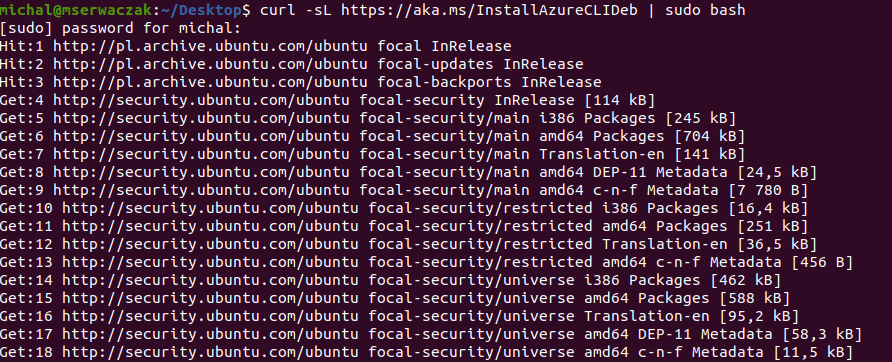 michal@mserwaczak:~/Desktop$ curl -sL https://aka.ms/InstallAzureCLIDeb | sudo bash
[sudo] password for michal:
Hit:1 http://pl.archive.ubuntu.com/ubuntu focal InRelease
Hit:2 http://pl.archive.ubuntu.com/ubuntu focal-updates InRelease
Hit:3 http://pl.archive.ubuntu.com/ubuntu focal-backports InRelease
Get:4 http://security.ubuntu.com/ubuntu focal-security InRelease [114 kB]
Get:5 http://security.ubuntu.com/ubuntu focal-security/main i386 Packages [245 kB]
Get:6 http://security.ubuntu.com/ubuntu focal-security/main amd64 Packages [704 kB]
Get:7 http://security.ubuntu.com/ubuntu focal-security/main Translation-en [141 kB]
Get:8 http://security.ubuntu.com/ubuntu focal-security/main amd64 DEP-11 Metadata [24,5 kB]
Get:9 http://security.ubuntu.com/ubuntu focal-security/main amd64 c-n-f Metadata [7 780 B]
Get:10 http://security.ubuntu.com/ubuntu focal-security/restricted i386 Packages [16,4 kB]
Get:11 http://security.ubuntu.com/ubuntu focal-security/restricted amd64 Packages [251 kB]
Get:12 http://security.ubuntu.com/ubuntu focal-security/restricted Translation-en [36,5 kB]
Get:13 http://security.ubuntu.com/ubuntu focal-security/restricted amd64 c-n-f Metadata [456 B]
Get:14 http://security.ubuntu.com/ubuntu focal-security/universe i386 Packages [462 kB]
Get:15 http://security.ubuntu.com/ubuntu focal-security/universe amd64 Packages [588 kB]
Get:16 http://security.ubuntu.com/ubuntu focal-security/universe Translation-en [95,2 kB]
Get:17 http://security.ubuntu.com/ubuntu focal-security/universe amd64 DEP-11 Metadata [58,3 kB]
Get:18 http://security.ubuntu.com/ubuntu focal-security/universe amd64 c-n-f Metadata [11,5 kB]